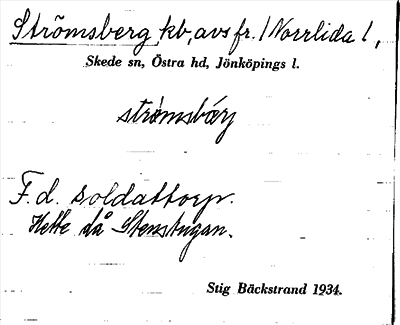 Strömsberg kb, avs fr. 1 Norrlida 1,
Skede sn, Östra hd, Jönköpings l.
strömsbärj
F. d. soldattorp.
Hette då Stenstugan.
Stig Bäckstrand 1934.